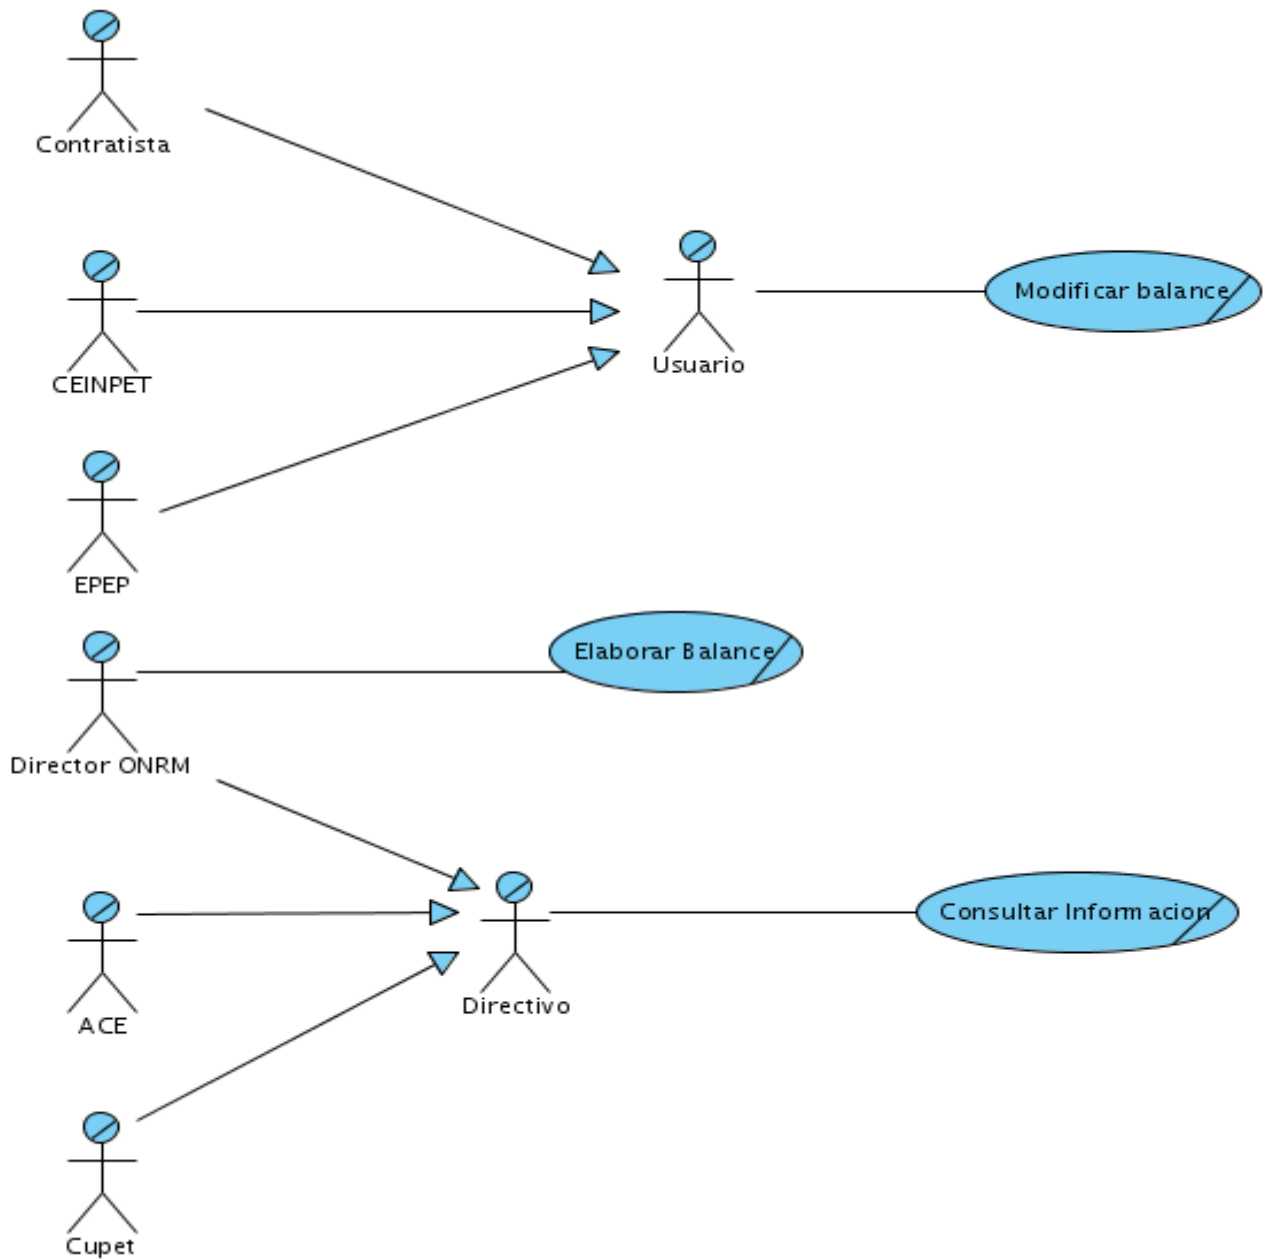 Contratista
CEINPET
Usuario
Modificar balance
EPEP
Elaborar Balance
Director ONRM
ACE
Directivo
Consultar Informacion
Cupet